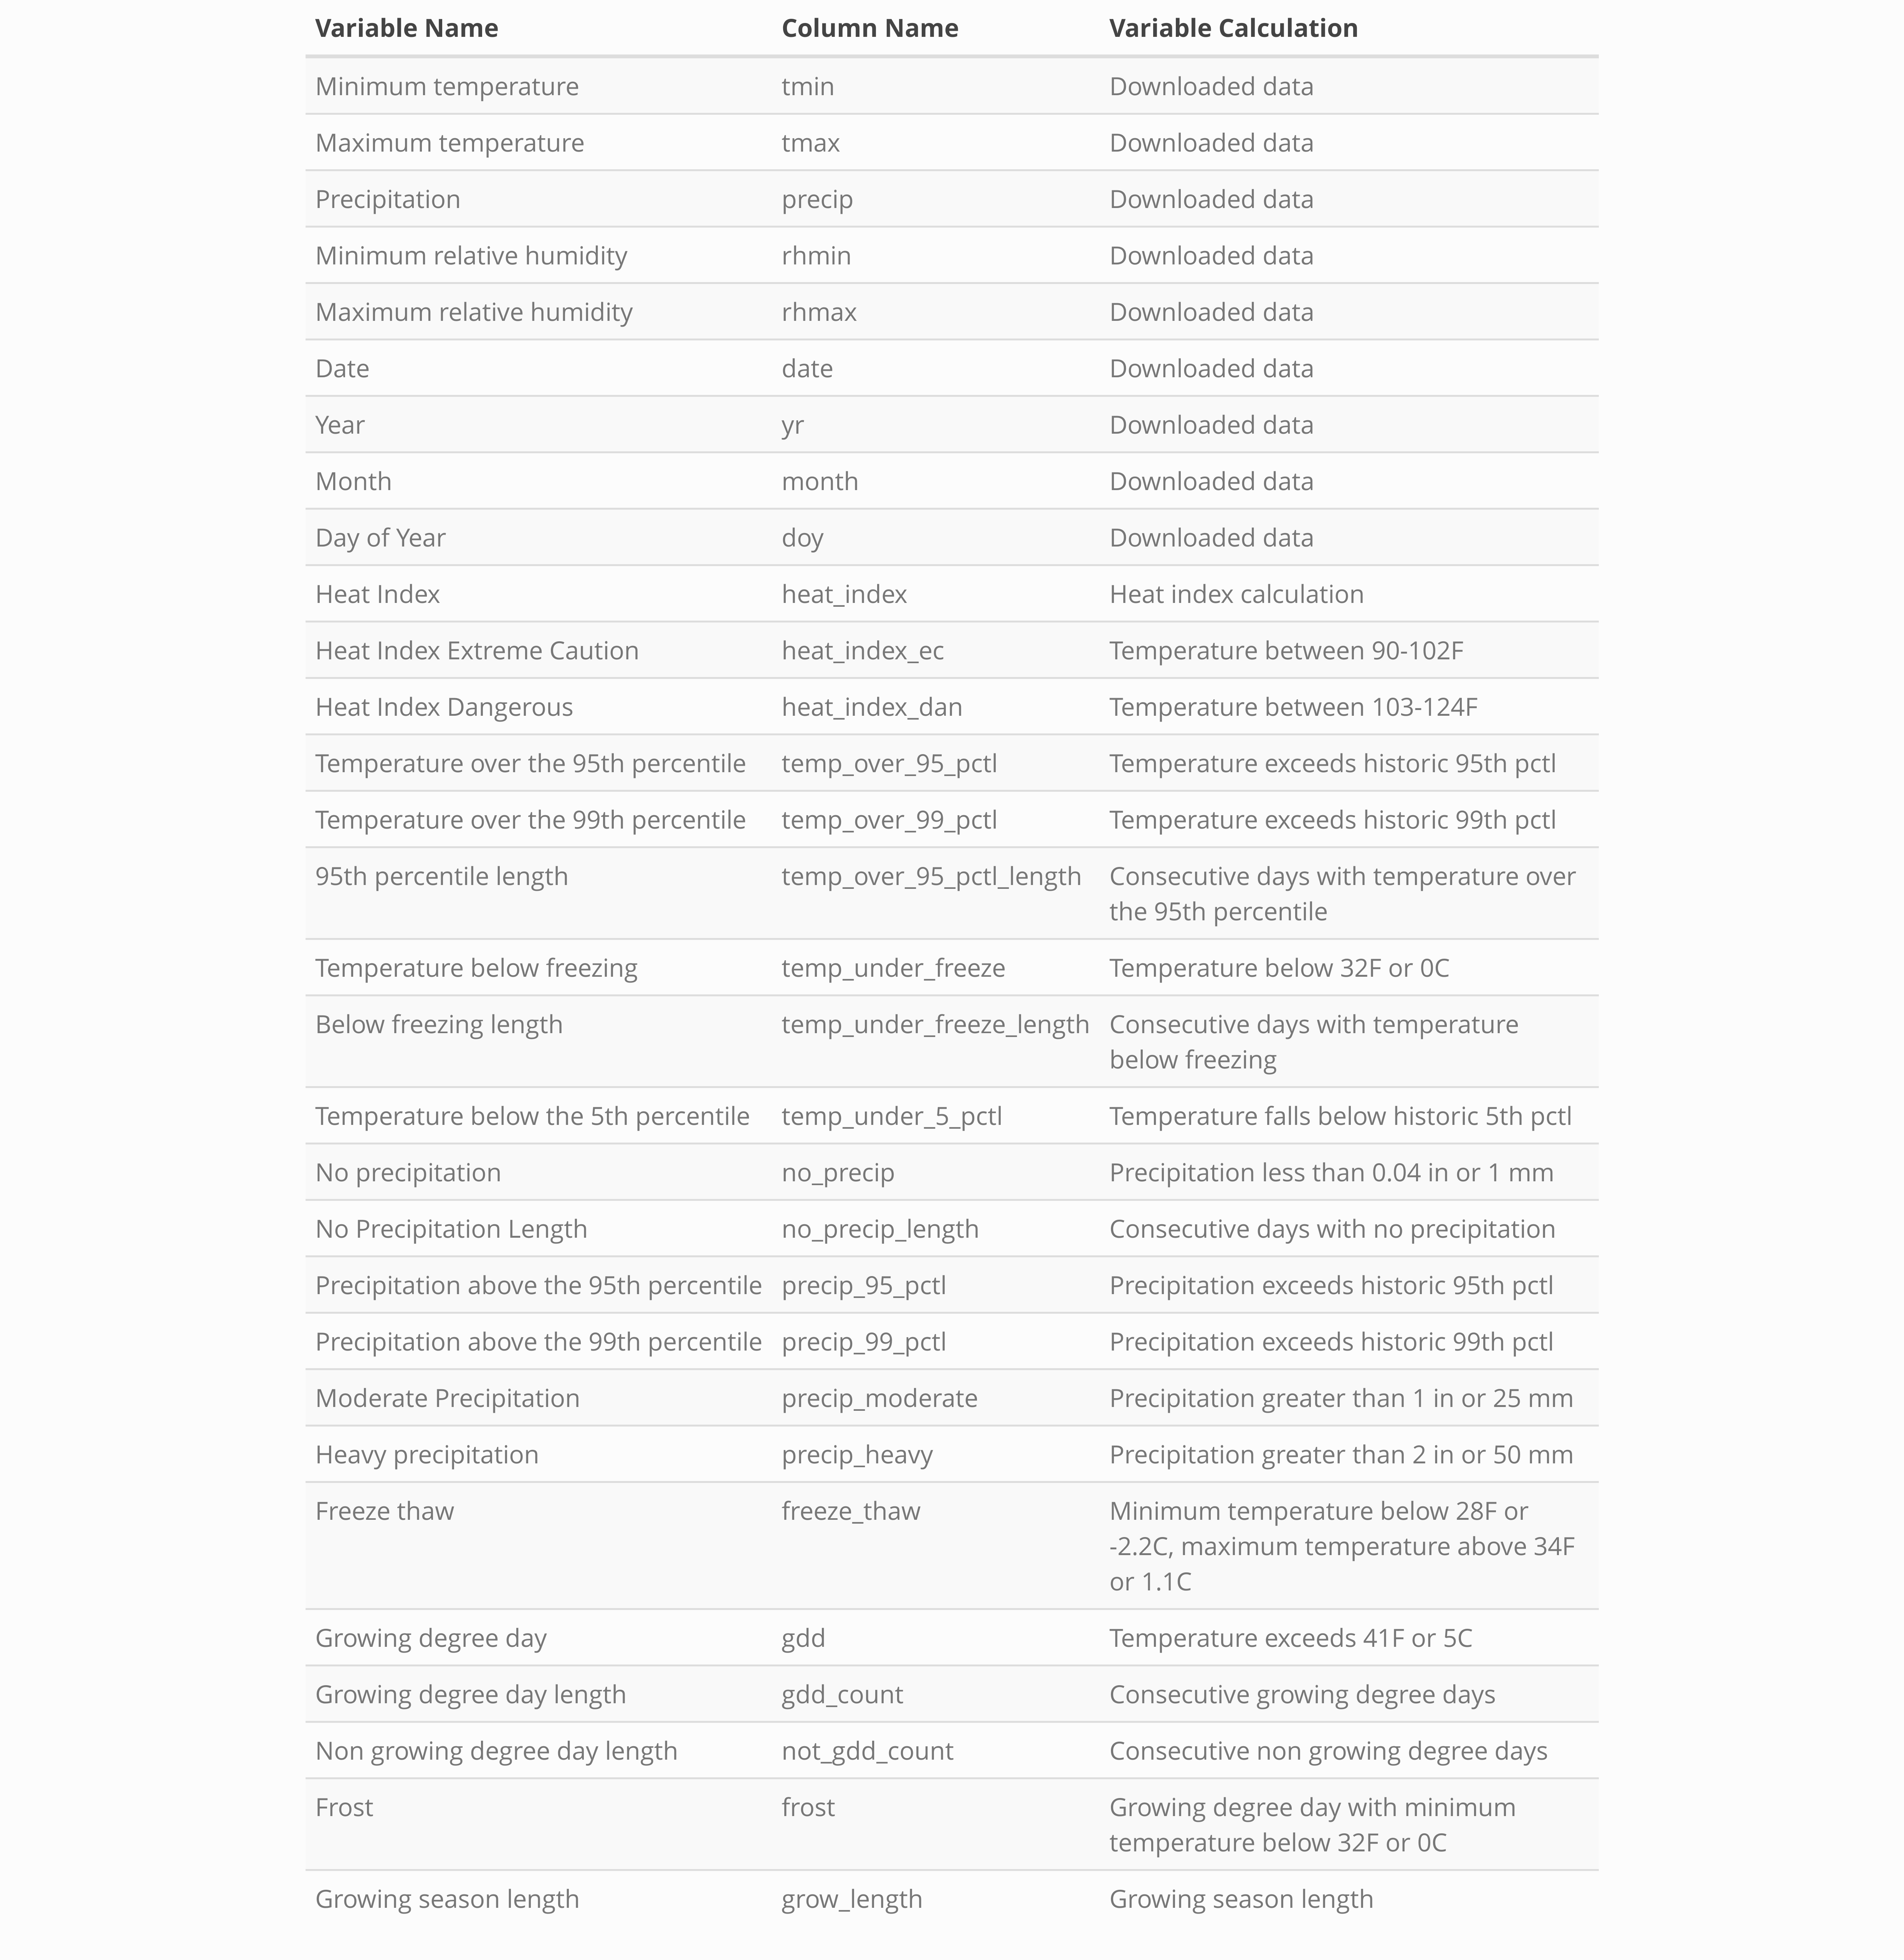 Variable Name Column Name Variable Calculation
Minimum temperature tmin Downloaded data
Maximum temperature tmax Downloaded data
Precipitation precip Downloaded data
Minimum relative humidity rhmin Downloaded data
Maximum relative humidity rhmax Downloaded data
Date date Downloaded data
Year yr Downloaded data
Month month Downloaded data
Day of Year doy Downloaded data
Heat Index heat_index Heat index calculation
Heat Index Extreme Caution heat_index_ec Temperature between 90-102F
Heat Index Dangerous heat_index_dan Temperature between 103-124F
Temperature over the 95th percentile temp_over_95_pctl Temperature exceeds historic 95th pctl
Temperature over the 99th percentile temp_over_99_pctl Temperature exceeds historic 99th pctl
95th percentile length temp_over_95_pctl_length Consecutive days with temperature over
the 95th percentile
Temperature below freezing temp_under_freeze Temperature below 32F or 0C
Below freezing length temp_under_freeze_length Consecutive days with temperature
below freezing
Temperature below the 5th percentile temp_under_5_pctl Temperature falls below historic 5th pctl
No precipitation no_precip Precipitation less than 0.04 in or 1 mm
No Precipitation Length no_precip_length Consecutive days with no precipitation
Precipitation above the 95th percentile precip_95_pctl Precipitation exceeds historic 95th pctl
Precipitation above the 99th percentile precip_99_pctl Precipitation exceeds historic 99th pctl
Moderate Precipitation precip_moderate Precipitation greater than 1 in or 25 mm
Heavy precipitation precip_heavy Precipitation greater than 2 in or 50 mm
Freeze thaw freeze_thaw Minimum temperature below 28F or
-2.2C, maximum temperature above 34F
or 1.1C
Growing degree day gdd Temperature exceeds 41F or 5C
Growing degree day length gdd_count Consecutive growing degree days
Non growing degree day length not_gdd_count Consecutive non growing degree days
Frost frost Growing degree day with minimum
temperature below 32F or 0C
Growing season length grow_length Growing season length